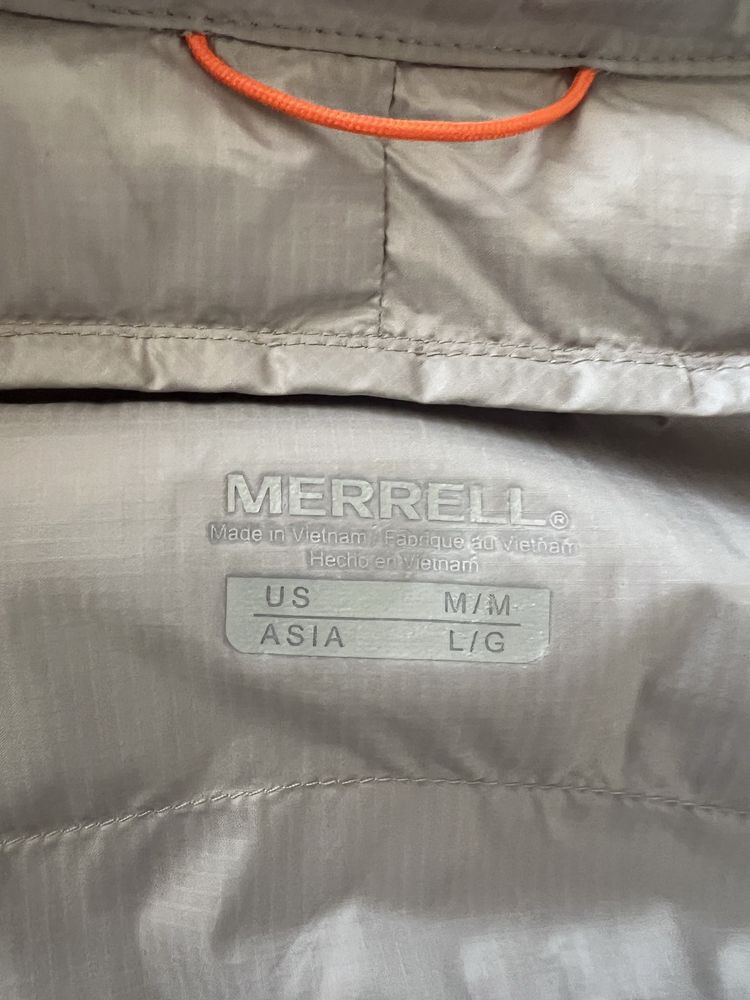 MERRELL®
Made in Vietnam / Fabriqué au Vietnam
Hecho en Vietnam
US M/M
ASIA L/G